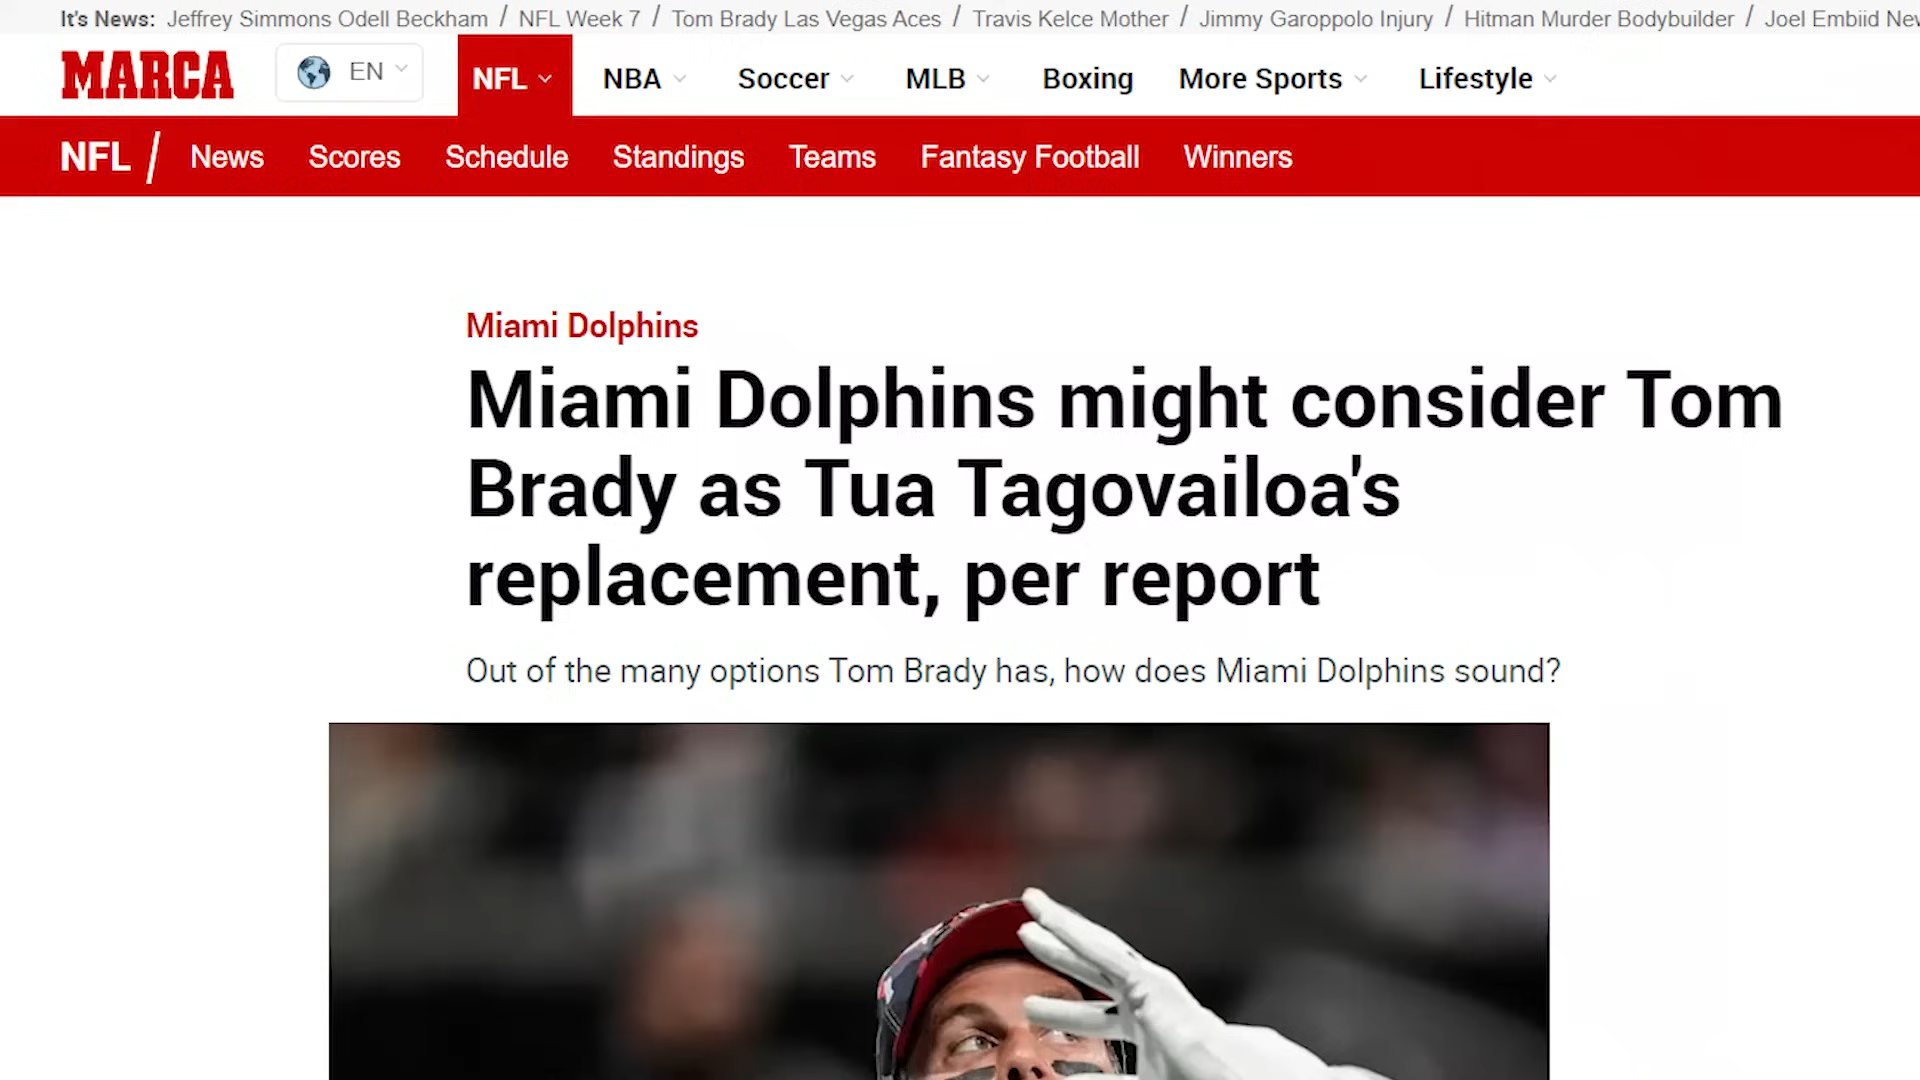 It's News: Jeffrey Simmons Odell Beckham / NFL Week 7 / Tom Brady Las Vegas Aces / Travis Kelce Mother / Jimmy Garoppolo Injury / Hitman Murder Bodybuilder / Joel Embiid
MARCA EN NFL NBA Soccer MLB Boxing More Sports Lifestyle
NFL / News Scores Schedule Standings Teams Fantasy Football Winners
Miami Dolphins
Miami Dolphins might consider Tom
Brady as Tua Tagovailoa's
replacement, per report
Out of the many options Tom Brady has, how does Miami Dolphins sound?